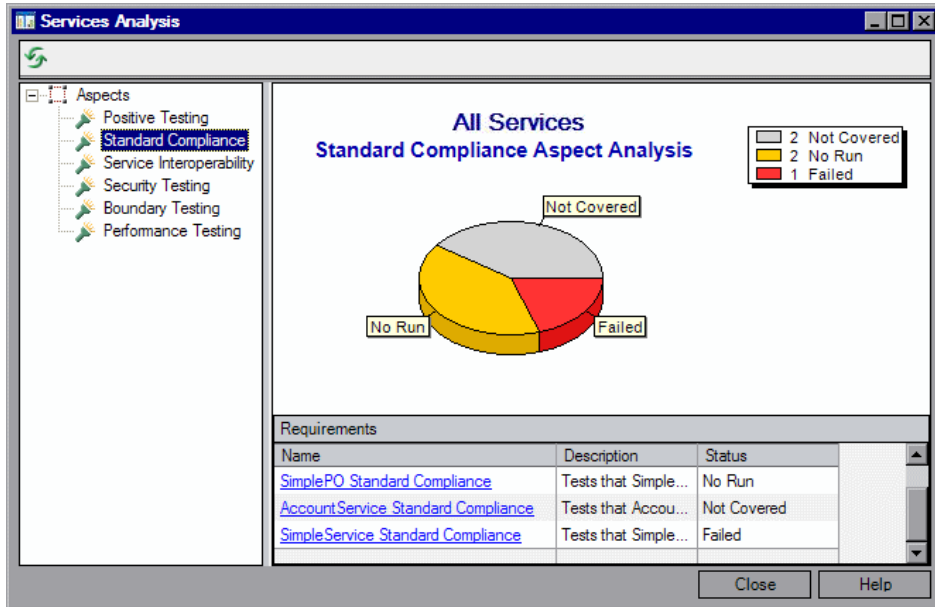 Services Analysis
Aspects
Positive Testing
Standard Compliance
Service Interoperability
Security Testing
Boundary Testing
Performance Testing
All Services
Standard Compliance Aspect Analysis
2 Not Covered
2 No Run
1 Failed
Not Covered
No Run
Failed
Requirements
Name Description Status
SimplePO Standard Compliance Tests that Simple... No Run
AccountService Standard Compliance Tests that Accou... Not Covered
SimpleService Standard Compliance Tests that Simple... Failed
Close Help